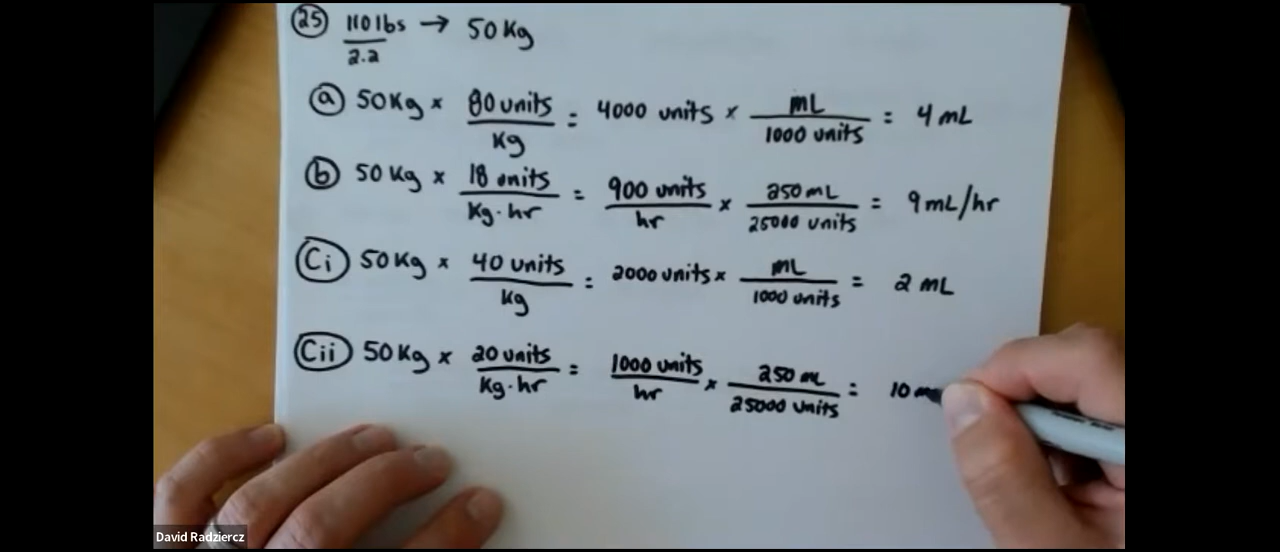 25 110 lbs → 50 Kg
2.2
a 50 Kg × 80 units / Kg = 4000 units × mL / 1000 units = 4 mL
b 50 Kg × 18 units / Kg · hr = 900 units / hr × 250 mL / 25000 units = 9 mL/hr
Ci 50 Kg × 40 units / Kg = 2000 units × mL / 1000 units = 2 mL
Cii 50 Kg × 20 units / Kg · hr = 1000 units / hr × 250 mL / 25000 units = 10 m
David Radziercz